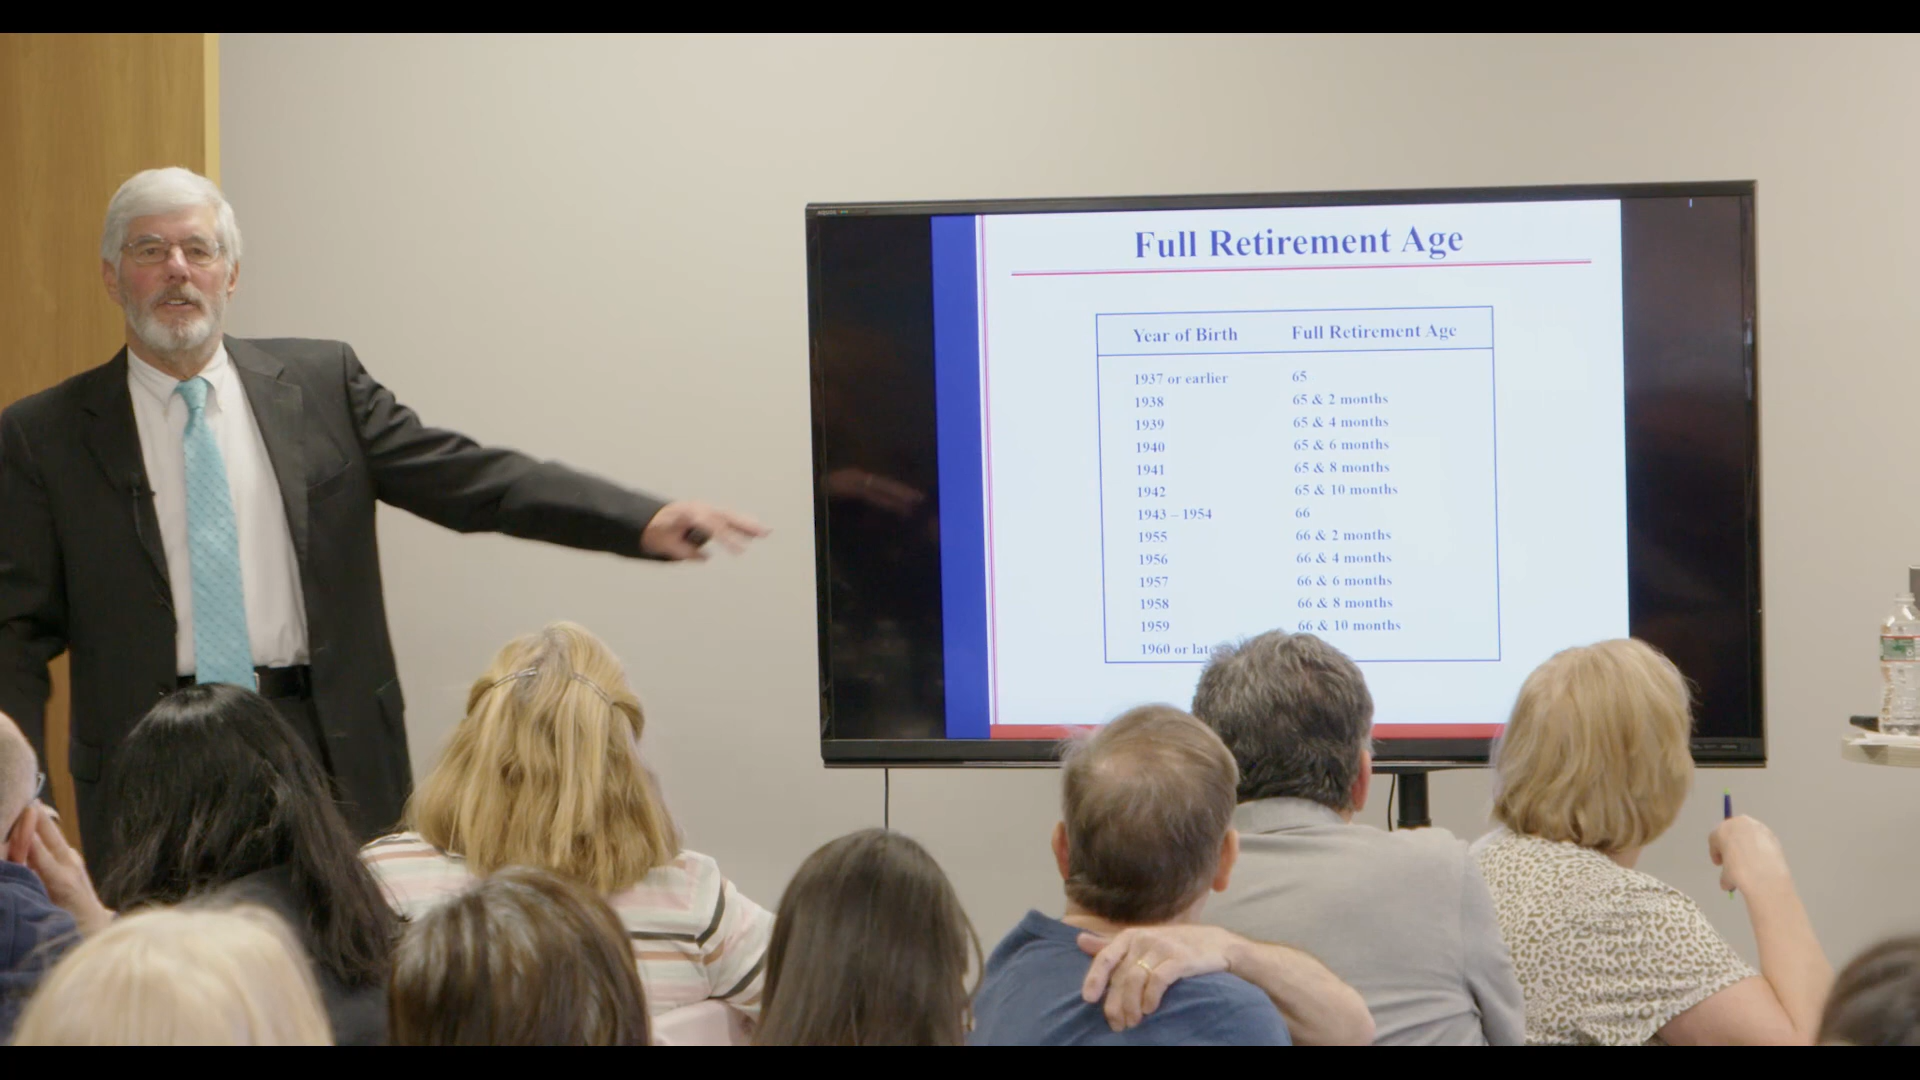 Full Retirement Age
Year of Birth Full Retirement Age
1937 or earlier 65
1938 65 & 2 months
1939 65 & 4 months
1940 65 & 6 months
1941 65 & 8 months
1942 65 & 10 months
1943 – 1954 66
1955 66 & 2 months
1956 66 & 4 months
1957 66 & 6 months
1958 66 & 8 months
1959 66 & 10 months
1960 or